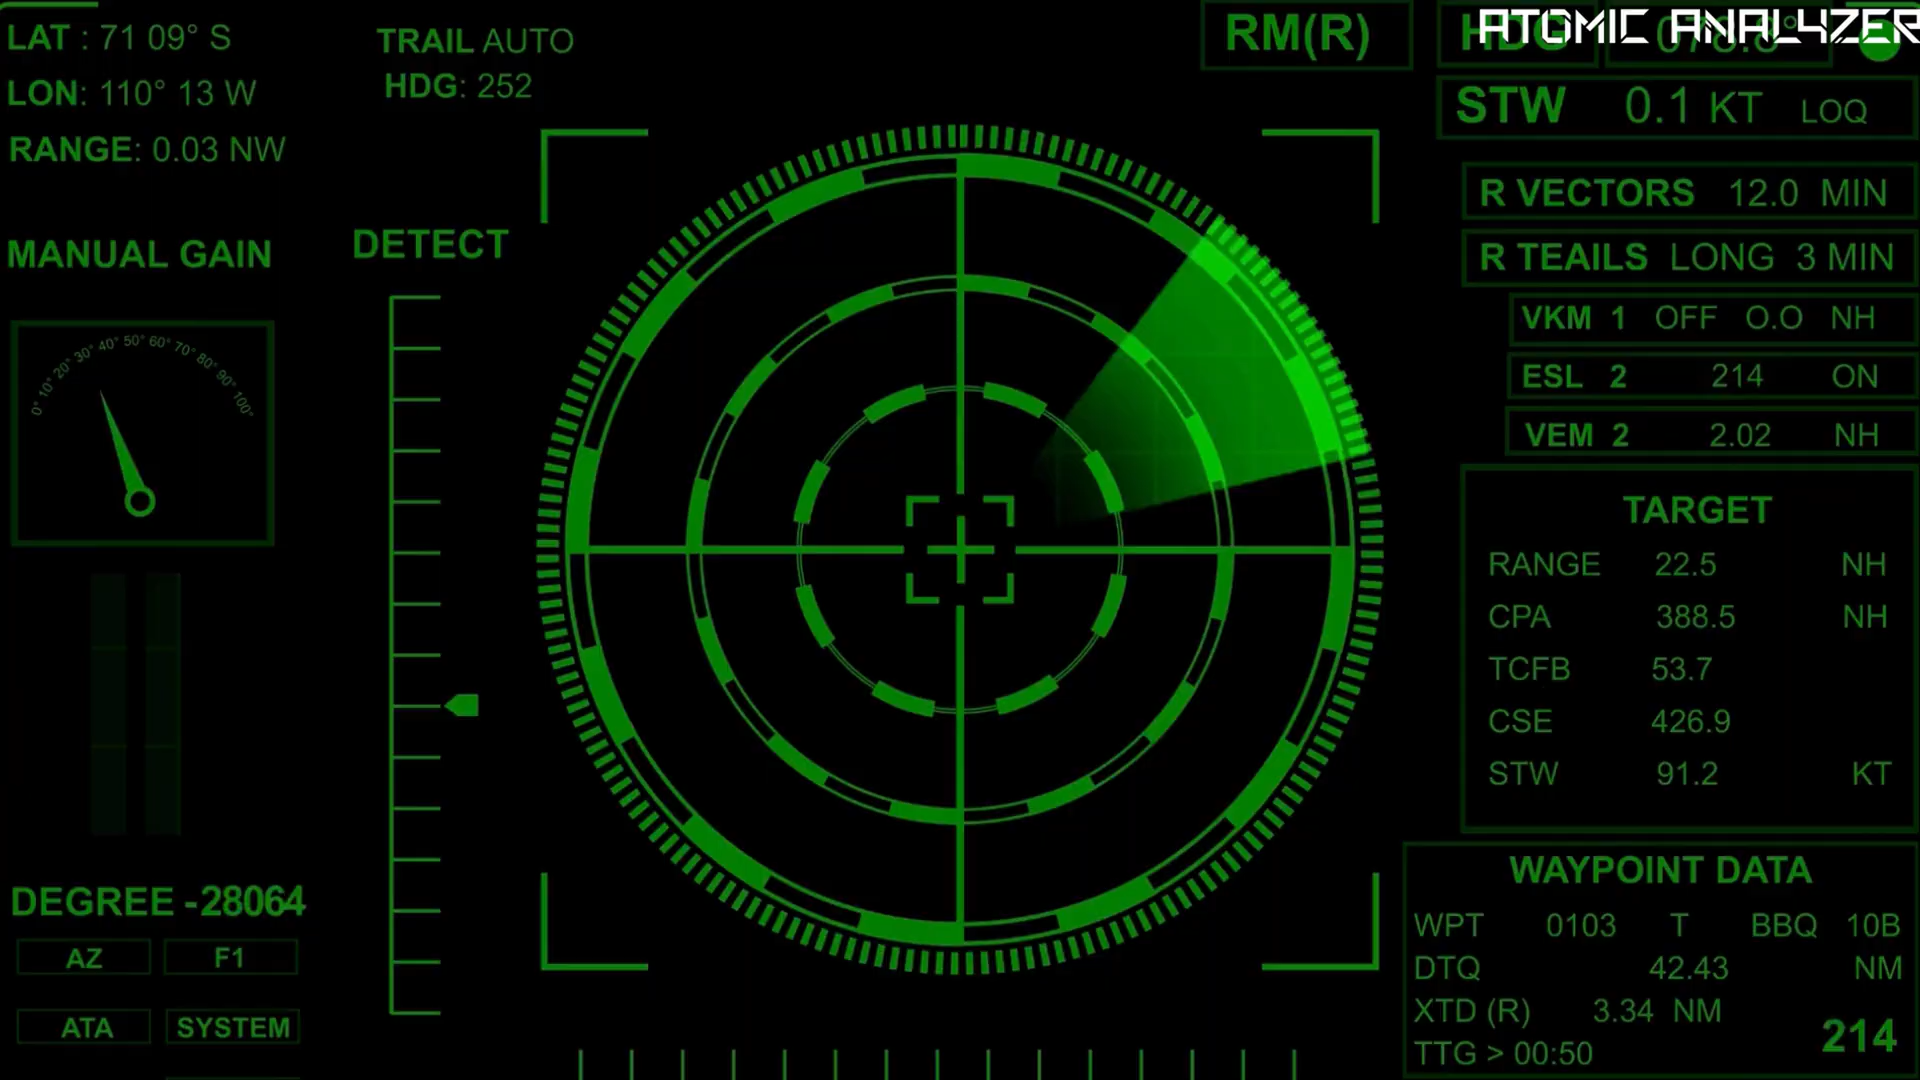 LAT : 71 09° S
LON: 110° 13 W
RANGE: 0.03 NW
TRAIL AUTO
HDG: 252
RM(R)
HDG 078.8°
ATOMIC ANALYZER
STW 0.1 KT LOQ
R VECTORS 12.0 MIN
R TEAILS LONG 3 MIN
VKM 1 OFF O.O NH
ESL 2 214 ON
VEM 2 2.02 NH
MANUAL GAIN
0° 10° 20° 30° 40° 50° 60° 70° 80° 90° 100°
DETECT
TARGET
RANGE 22.5 NH
CPA 388.5 NH
TCFB 53.7
CSE 426.9
STW 91.2 KT
DEGREE -28064
AZ F1
ATA SYSTEM
WAYPOINT DATA
WPT 0103 T BBQ 10B
DTQ 42.43 NM
XTD (R) 3.34 NM
TTG > 00:50
214